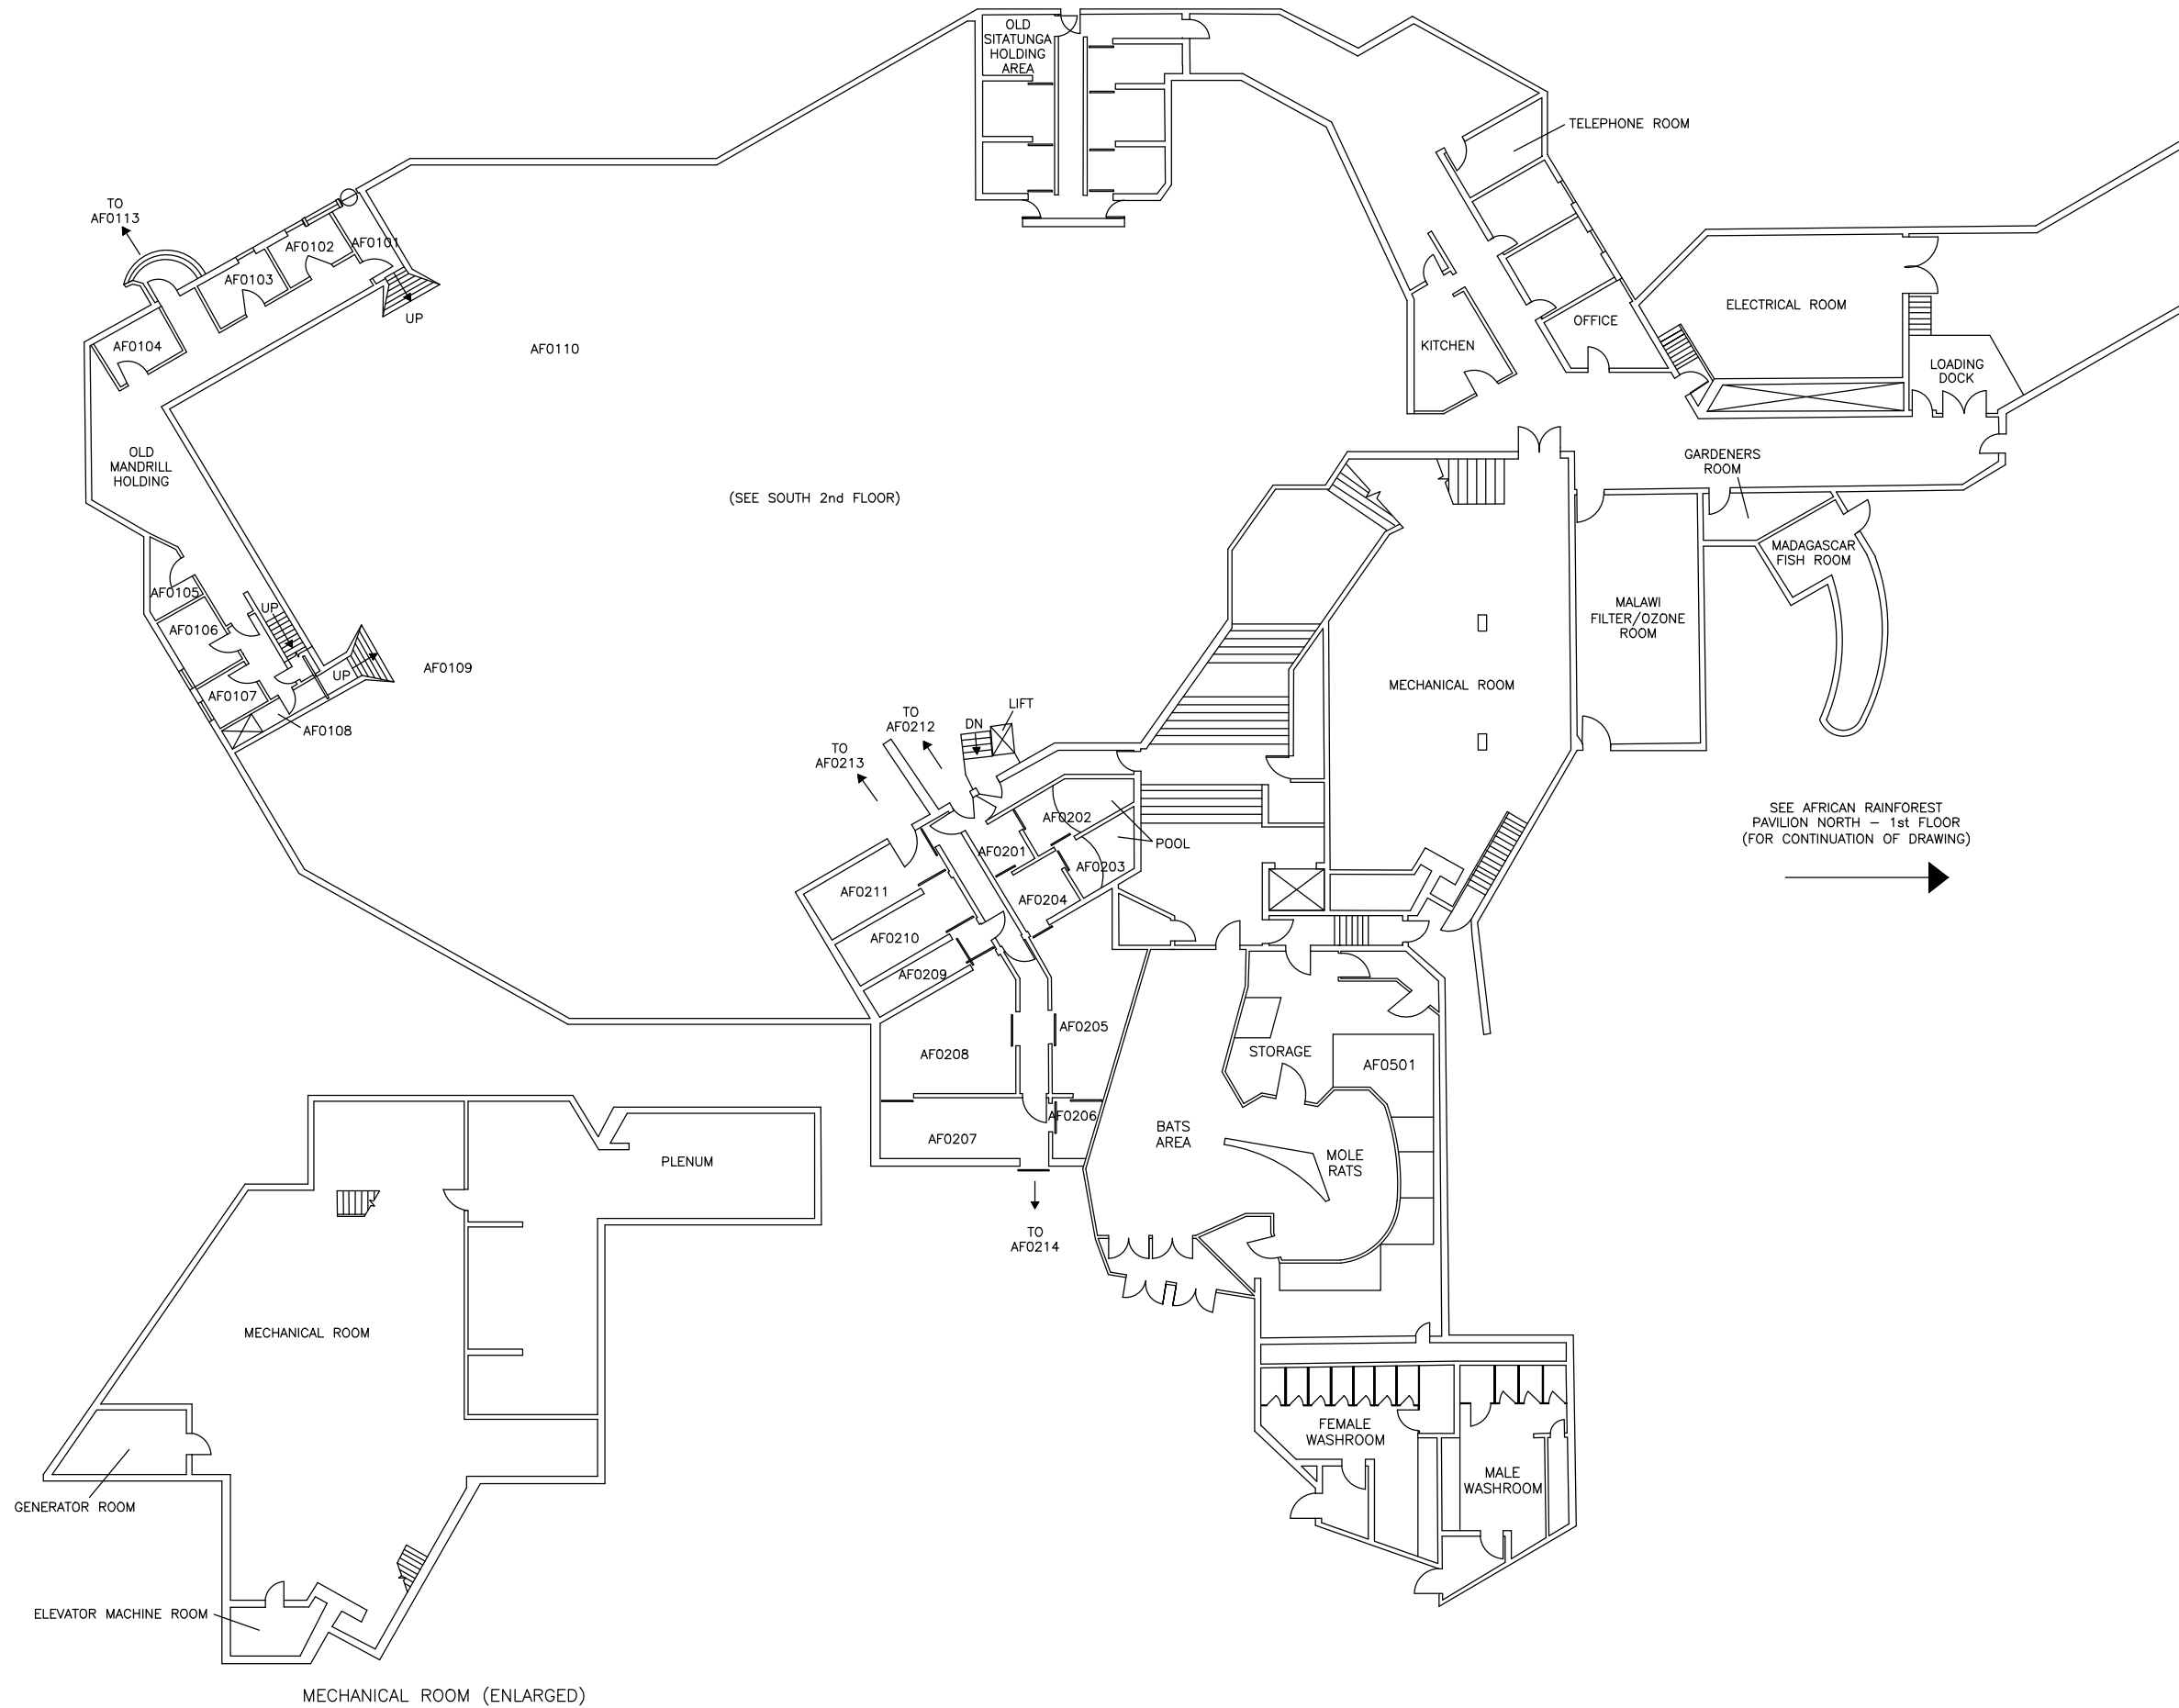 OLD
SITATUNGA
HOLDING
AREA
TELEPHONE ROOM
TO
AF0113
AF0101
AF0102
AF0103
UP
ELECTRICAL ROOM
OFFICE
KITCHEN
AF0104
AF0110
LOADING
DOCK
OLD
MANDRILL
HOLDING
GARDENERS
ROOM
(SEE SOUTH 2nd FLOOR)
MADAGASCAR
FISH ROOM
AF0105
UP
AF0106
MALAWI
FILTER/OZONE
ROOM
AF0109
UP
AF0107
AF0108
MECHANICAL ROOM
LIFT
DN
TO
AF0212
TO
AF0213
AF0202
POOL
AF0201
AF0203
AF0211
AF0204
SEE AFRICAN RAINFOREST
PAVILION NORTH – 1st FLOOR
(FOR CONTINUATION OF DRAWING)
AF0210
AF0209
AF0205
AF0208
STORAGE
AF0501
AF0206
AF0207
BATS
AREA
MOLE
RATS
PLENUM
TO
AF0214
MECHANICAL ROOM
FEMALE
WASHROOM
MALE
WASHROOM
GENERATOR ROOM
ELEVATOR MACHINE ROOM
MECHANICAL ROOM (ENLARGED)